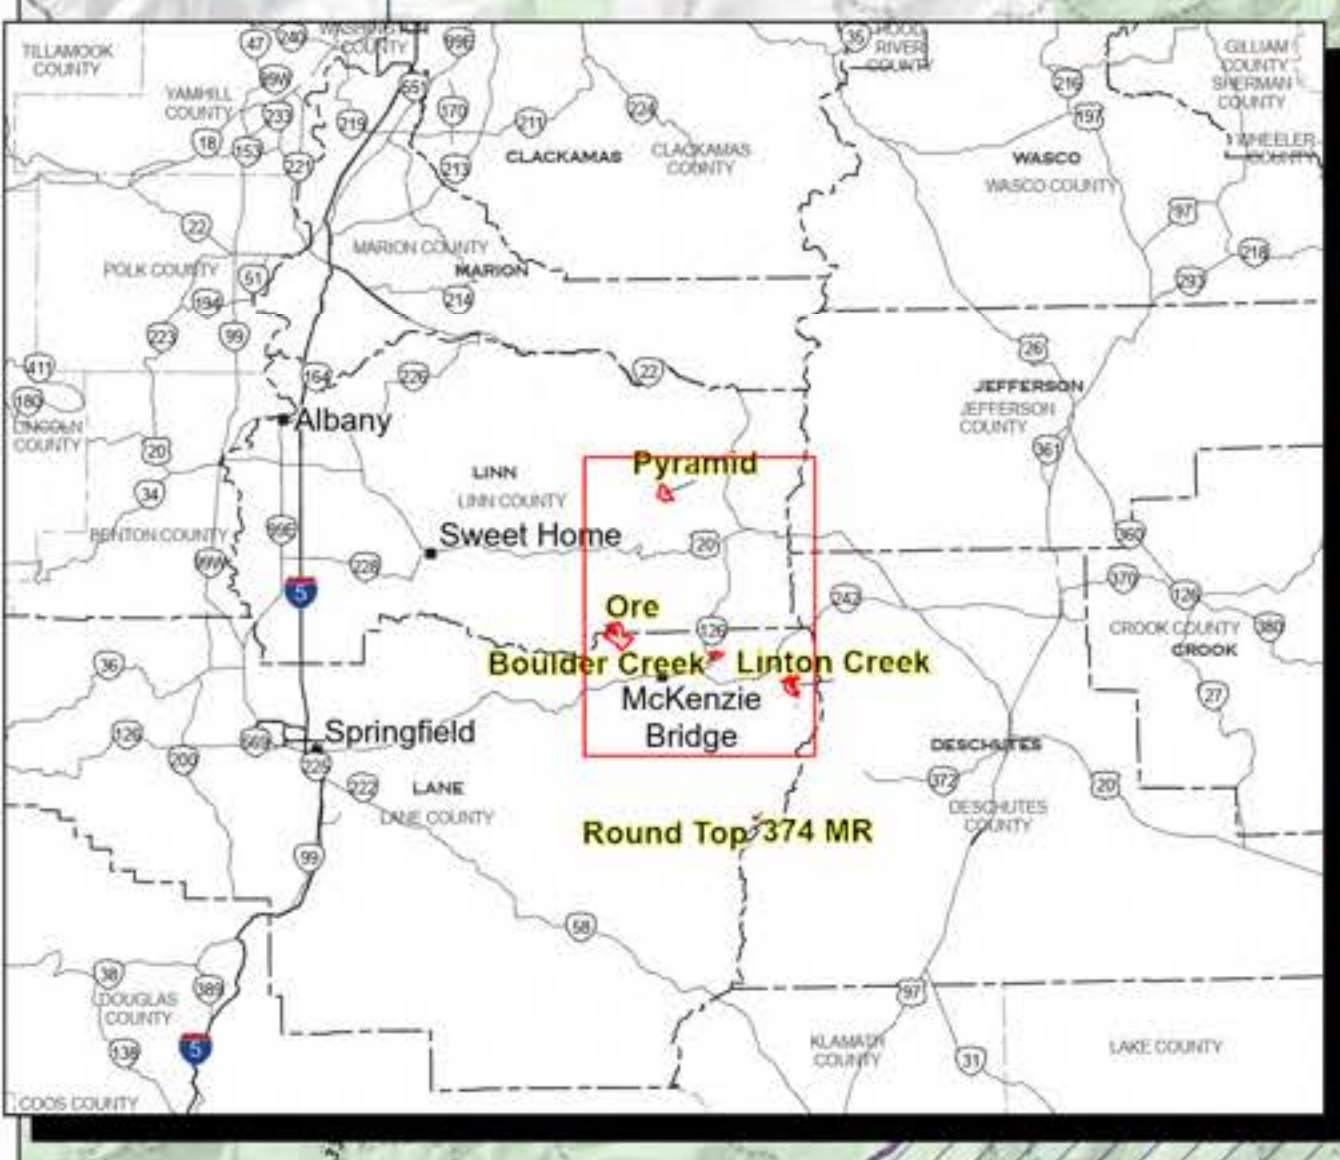 47
240
WASHINGTON
COUNTY
99E
35
HOOD
RIVER
COUNTY
TILLAMOOK
COUNTY
GILLIAM
COUNTY
SHERMAN
COUNTY
99W
551
216
YAMHILL
COUNTY
233
219
170
211
224
197
18
153
221
213
CLACKAMAS
CLACKAMAS
COUNTY
WASCO
WASCO COUNTY
WHEELER
COUNTY
22
97
MARION COUNTY
218
POLK COUNTY
51
MARION
293
194
214
223
99
26
411
164
226
22
JEFFERSON
JEFFERSON
COUNTY
180
LINCOLN
COUNTY
Albany
20
361
Pyramid
LINN
LINN COUNTY
34
BENTON COUNTY
99E
Sweet Home
20
360
99W
228
5
370
126
242
Ore
126
CROOK COUNTY
380
CROOK
36
Boulder Creek
Linton Creek
McKenzie
Bridge
27
126
569
Springfield
200
225
DESCHUTES
222
LANE
LANE COUNTY
372
20
DESCHUTES
COUNTY
Round Top 374 MR
99
58
38
389
DOUGLAS
COUNTY
97
5
138
KLAMATH
COUNTY
31
LAKE COUNTY
COOS COUNTY